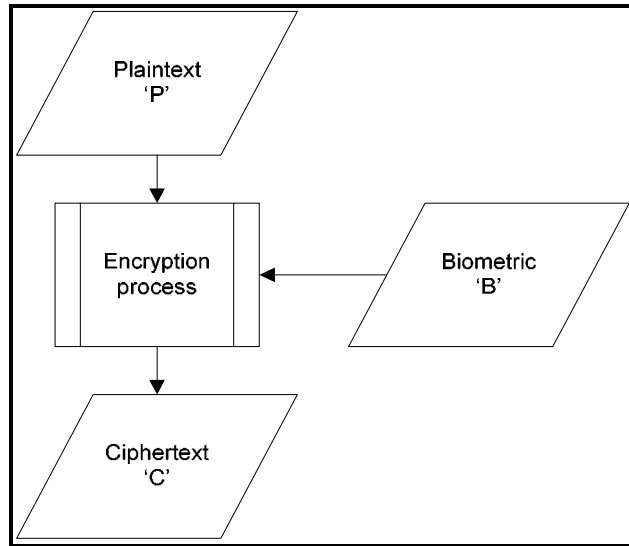 Plaintext
‘P’
Encryption
process
Biometric
‘B’
Ciphertext
‘C’